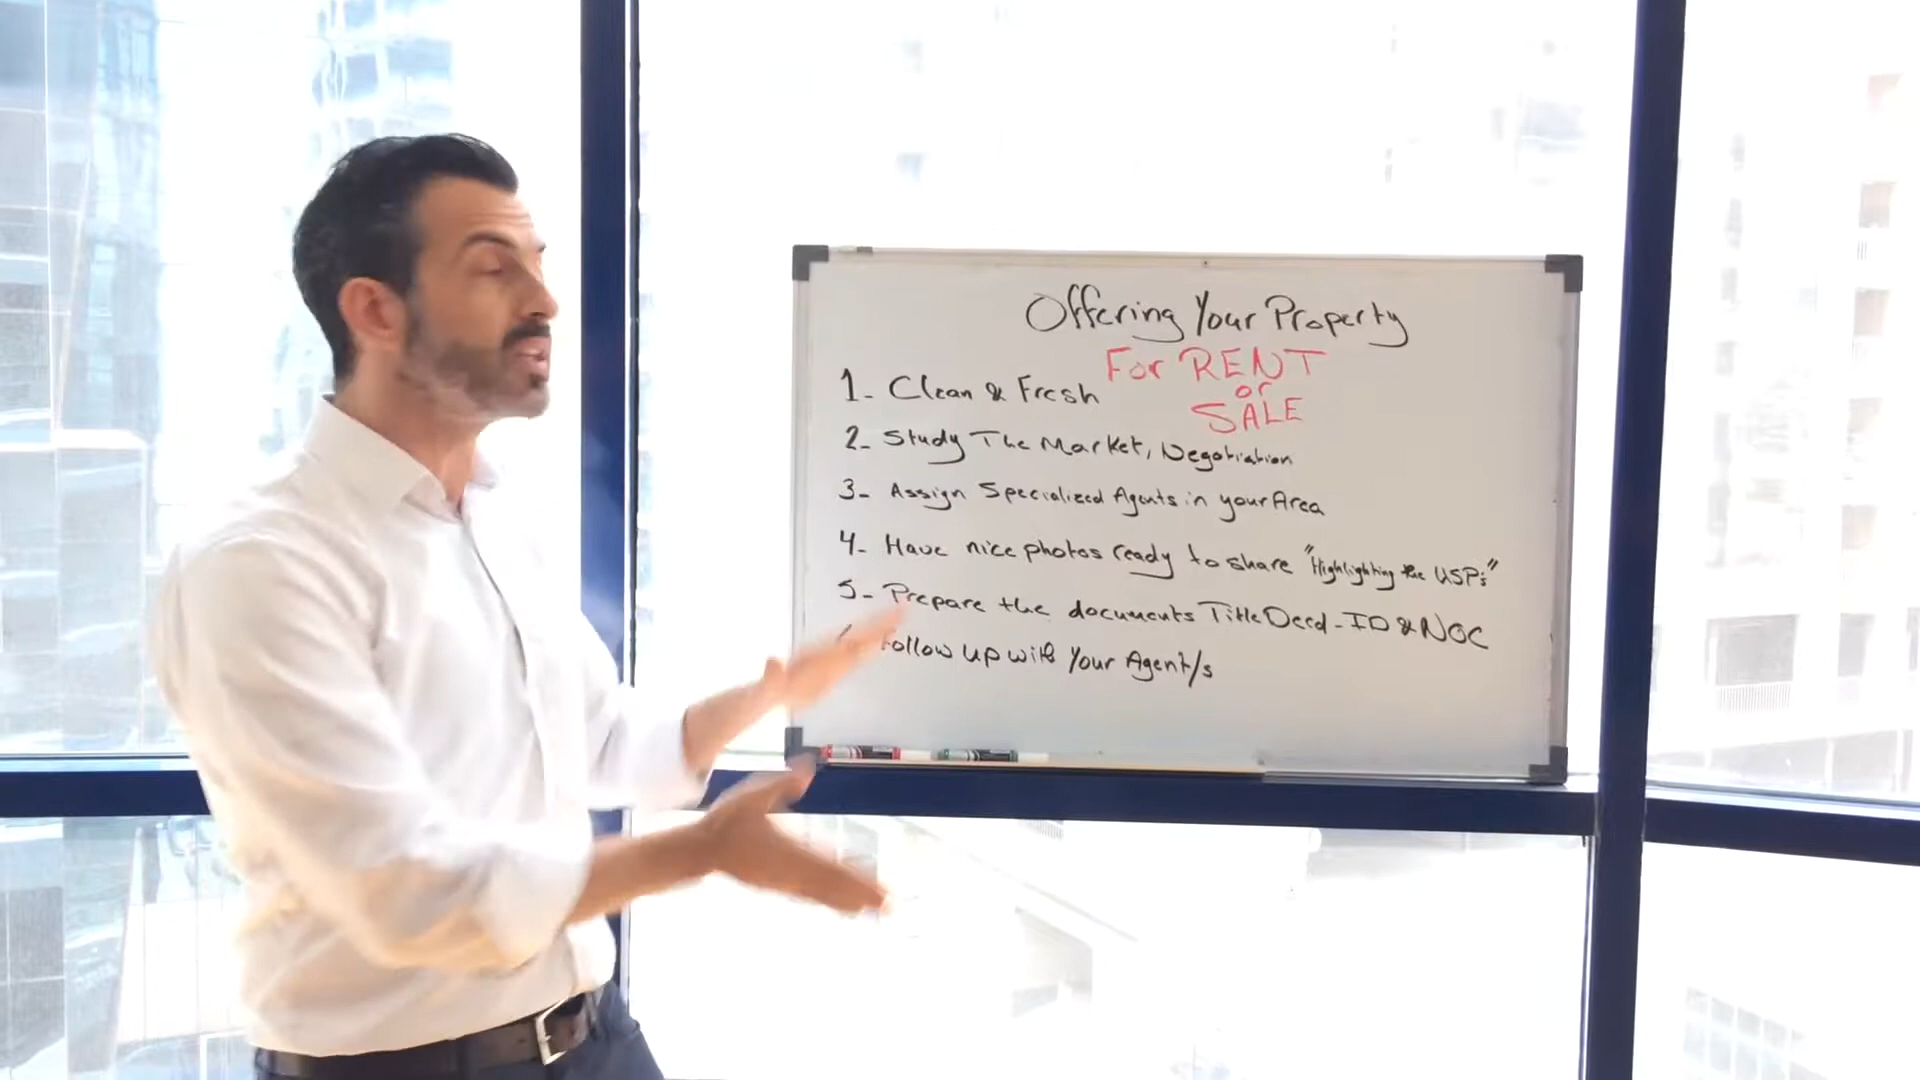 Offering Your Property
For RENT
or
SALE
1- Clean & Fresh
2- Study The Market, Negotiation
3- Assign Specialized Agents in your Area
4- Have nice photos ready to share "Highlighting the USP's"
5- Prepare the documents Title Deed - ID & NOC
Follow up with Your Agent/s